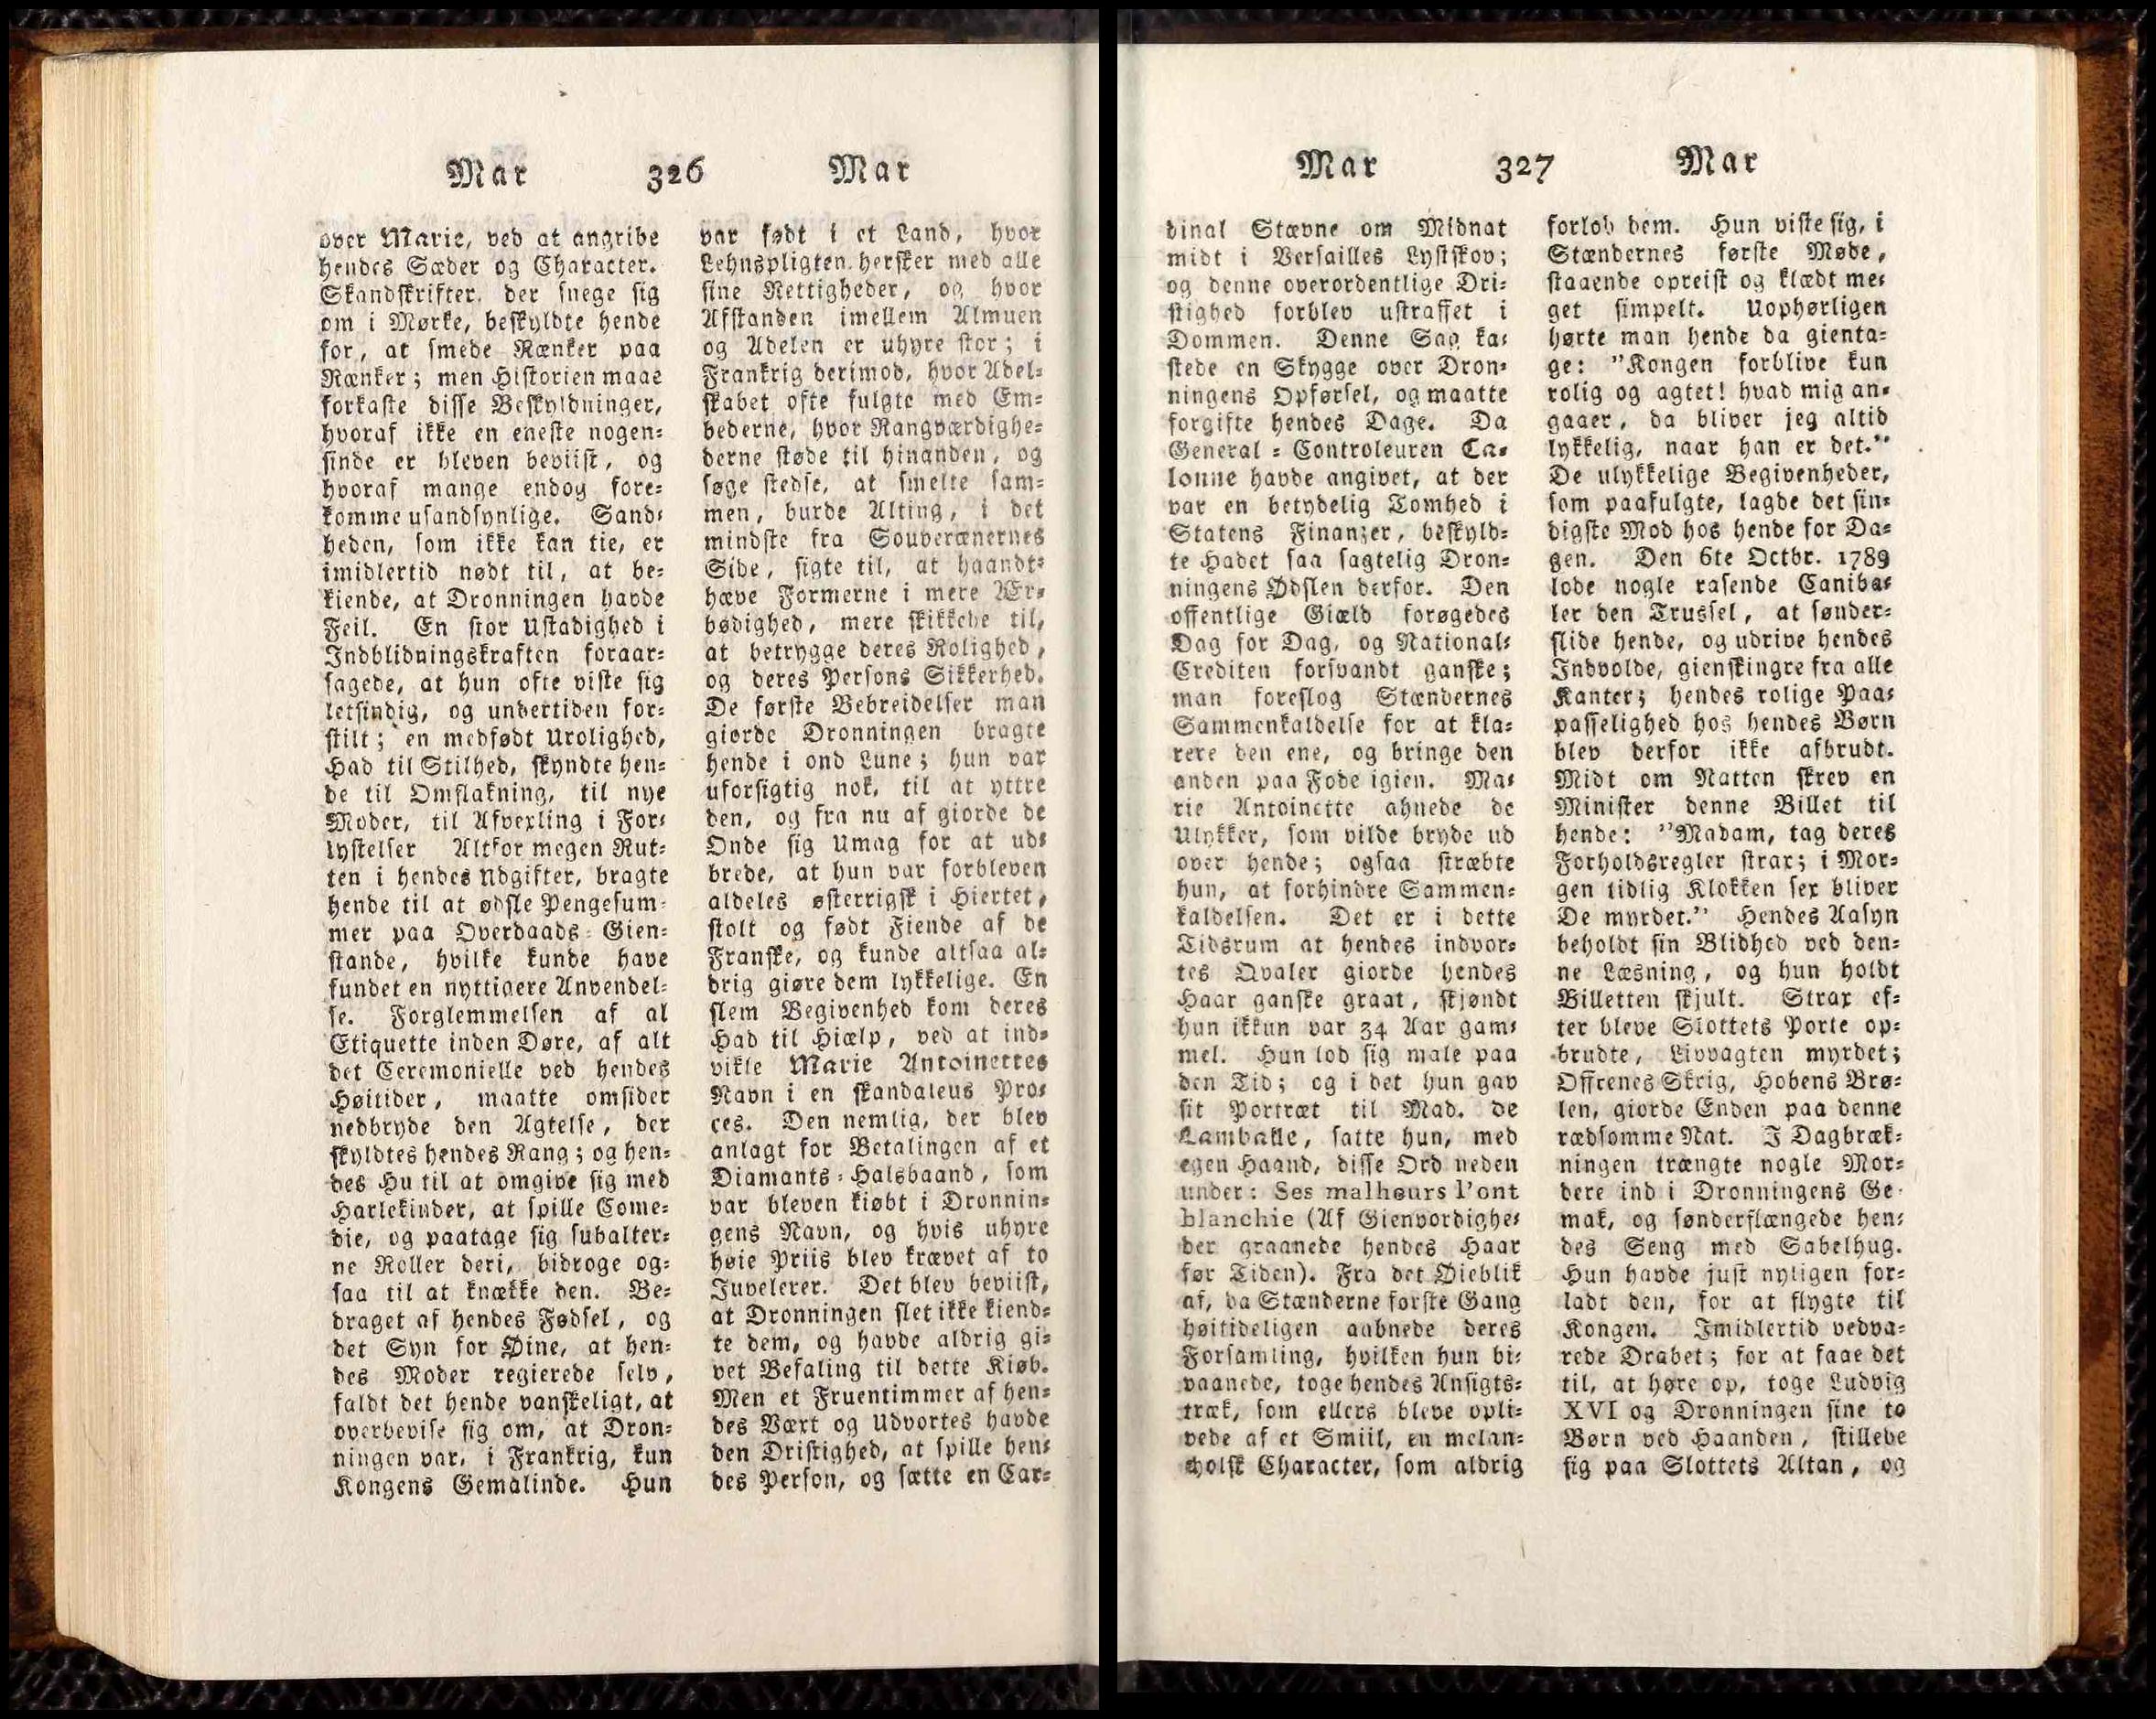 Mar 326 Mar
over Marie, ved at angribe
hendes Sæder og Character.
Skandskrifter, der snege sig
om i Mørke, beskyldte hende
for, at smede Rænker paa
Rænker; men Historien maae
forkaste disse Beskyldninger,
hvoraf ikke en eneste nogen-
sinde er bleven beviist, og
hvoraf mange endog fore-
komme usandsynlige. Sand-
heden, som ikke kan tie, er
imidlertid nødt til, at be-
kiende, at Dronningen havde
Feil. En stor Ustadighed i
Indblidningskraften foraar-
sagede, at hun ofte viste sig
letsindig, og undertiden for-
stilt; en medfødt Urolighed,
Had til Stilhed, skyndte hen-
de til Omflakning, til nye
Moder, til Afvexling i For-
lystelser Altfor megen Rut-
ten i hendes Udgifter, bragte
hende til at ødsle Pengesum-
mer paa Overdaads-Gien-
stande, hvilke kunde have
fundet en nyttigere Anvendel-
se. Forglemmelsen af al
Etiquette inden Døre, af alt
det Ceremonielle ved hendes
Høitider, maatte omsider
nedbryde den Agtelse, der
skyldtes hendes Rang; og hen-
des Hu til at omgive sig med
Harlekinder, at spille Come-
die, og paatage sig subalter-
ne Roller deri, bidroge og-
saa til at knække den. Be-
draget af hendes Fødsel, og
det Syn for Øine, at hen-
des Moder regierede selv,
faldt det hende vanskeligt, at
overbevise sig om, at Dron-
ningen var, i Frankrig, kun
Kongens Gemalinde. Hun
var født i et Land, hvor
Lehnspligten hersker med alle
sine Rettigheder, og hvor
Afstanden imellem Almuen
og Adelen er uhyre stor; i
Frankrig derimod, hvor Adel-
skabet ofte fulgte med Em-
bederne, hvor Rangværdighe-
derne støde til hinanden, og
søge stedse, at smelte sam-
men, burde Alting, i det
mindste fra Souverænernes
Side, sigte til, at haandt-
hæve Formerne i mere Ær-
bødighed, mere skikkede til,
at betrygge deres Rolighed,
og deres Persons Sikkerhed.
De første Bebreidelser man
giorde Dronningen bragte
hende i ond Lune; hun var
uforsigtig nok, til at yttre
den, og fra nu af giorde de
Onde sig Umag for at ud-
brede, at hun var forbleven
aldeles østerrigsk i Hiertet,
stolt og født Fiende af de
Franske, og kunde altsaa al-
drig giøre dem lykkelige. En
slem Begivenhed kom deres
Had til Hiælp, ved at ind-
vikle Marie Antoinettes
Navn i en skandaleus Pro-
ces. Den nemlig, der blev
anlagt for Betalingen af et
Diamants-Halsbaand, som
var bleven kiøbt i Dronnin-
gens Navn, og hvis uhyre
høie Priis blev krævet af to
Juvelerer. Det blev beviist,
at Dronningen slet ikke kiend-
te dem, og havde aldrig gi-
vet Befaling til dette Kiøb.
Men et Fruentimmer af hen-
des Vært og Udvortes havde
den Dristighed, at spille hen-
des Person, og sætte en Car-
Mar 327 Mar
dinal Stævne om Midnat
midt i Versailles Lystskov;
og denne overordentlige Dri-
stighed forblev ustraffet i
Dommen. Denne Sag ka-
stede en Skygge over Dron-
ningens Opførsel, og maatte
forgifte hendes Dage. Da
General-Controleuren Ca-
lonne havde angivet, at der
var en betydelig Tomhed i
Statens Finanzer, beskyld-
te Hadet saa sagtelig Dron-
ningens Ødslen derfor. Den
offentlige Giæld forøgedes
Dag for Dag, og National-
Crediten forsvandt ganske;
man foreslog Stændernes
Sammenkaldelse for at kla-
rere den ene, og bringe den
anden paa Fode igien. Ma-
rie Antoinette ahnede de
Ulykker, som vilde bryde ud
over hende; ogsaa stræbte
hun, at forhindre Sammen-
kaldelsen. Det er i dette
Tidsrum at hendes indvor-
tes Qvaler giorde hendes
Haar ganske graat, skjøndt
hun ikkun var 34 Aar gam-
mel. Hun lod sig male paa
den Tid; og i det hun gav
sit Portræt til Mad. de
Lamballe, satte hun, med
egen Haand, disse Ord neden
under: Ses malheurs l'ont
blanchie (Af Gienvordighe-
der graanede hendes Haar
før Tiden). Fra det Øieblik
af, da Stænderne første Gang
høitideligen aabnede deres
Forsamling, hvilken hun bi-
vaanede, toge hendes Ansigts-
træk, som ellers bleve opli-
vede af et Smiil, en melan-
cholsk Character, som aldrig
forlod dem. Hun viste sig, i
Stændernes første Møde,
staaende opreist og klædt me-
get simpelt. Uophørligen
hørte man hende da gienta-
ge: "Kongen forblive kun
rolig og agtet! hvad mig an-
gaaer, da bliver jeg altid
lykkelig, naar han er det."
De ulykkelige Begivenheder,
som paafulgte, lagde det sin-
digste Mod hos hende for Da-
gen. Den 6te Octbr. 1789
lode nogle rasende Caniba-
ler den Trussel, at sønder-
slide hende, og udrive hendes
Indvolde, gienskingre fra alle
Kanter; hendes rolige Paa-
passelighed hos hendes Børn
blev derfor ikke afbrudt.
Midt om Natten skrev en
Minister denne Billet til
hende: "Madam, tag deres
Forholdsregler strax; i Mor-
gen tidlig Klokken sex bliver
De myrdet." Hendes Aasyn
beholdt sin Blidhed ved den-
ne Læsning, og hun holdt
Billetten skjult. Strax ef-
ter bleve Slottets Porte op-
brudte, Livvagten myrdet;
Offrenes Skrig, Hobens Brø-
len, giorde Enden paa denne
rædsomme Nat. I Dagbræk-
ningen trængte nogle Mor-
dere ind i Dronningens Ge-
mak, og sønderflængede hen-
des Seng med Sabelhug.
Hun havde just nyligen for-
ladt den, for at flygte til
Kongen. Imidlertid vedva-
rede Drabet; for at faae det
til, at høre op, toge Ludvig
XVI og Dronningen sine to
Børn ved Haanden, stillede
sig paa Slottets Altan, og